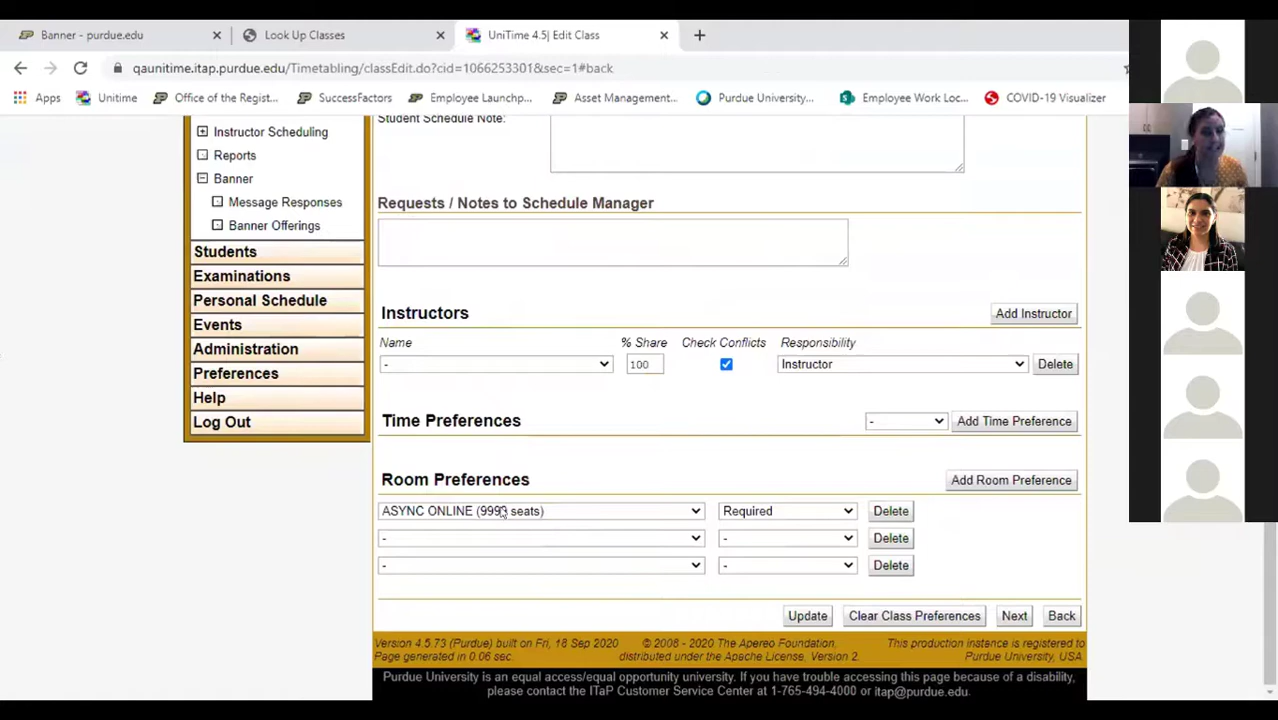 Banner - purdue.edu
Look Up Classes
UniTime 4.5| Edit Class
qaunitime.itap.purdue.edu/Timetabling/classEdit.do?cid=1066253301&sec=1#back
Apps Unitime Office of the Regist... SuccessFactors Employee Launchp... Asset Management... Purdue University... Employee Work Loc... COVID-19 Visualizer
Instructor Scheduling
Reports
Banner
Message Responses
Banner Offerings
Students
Examinations
Personal Schedule
Events
Administration
Preferences
Help
Log Out
Student Schedule Note:
Requests / Notes to Schedule Manager
Instructors Add Instructor
Name % Share Check Conflicts Responsibility
- 100 Instructor Delete
Time Preferences - Add Time Preference
Room Preferences Add Room Preference
ASYNC ONLINE (9999 seats) Required Delete
- - Delete
- - Delete
Update Clear Class Preferences Next Back
Version 4.5.73 (Purdue) built on Fri, 18 Sep 2020 © 2008 - 2020 The Apereo Foundation, This production instance is registered to
Page generated in 0.06 sec. distributed under the Apache License, Version 2. Purdue University, USA
Purdue University is an equal access/equal opportunity university. If you have trouble accessing this page because of a disability,
please contact the ITaP Customer Service Center at 1-765-494-4000 or itap@purdue.edu.